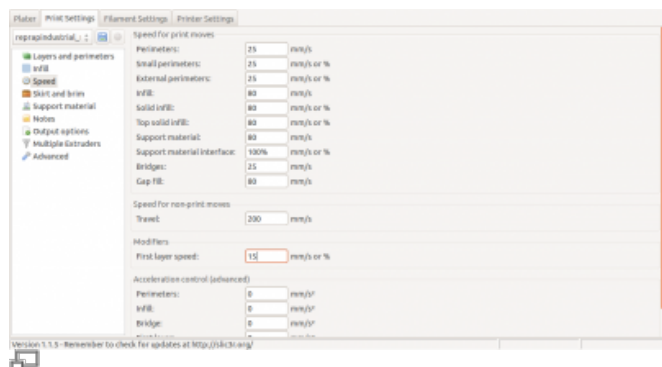 Plater Print Settings Filament Settings Printer Settings
reprapindustrial_
Layers and perimeters
Infill
Speed
Skirt and brim
Support material
Notes
Output options
Multiple Extruders
Advanced
Speed for print moves
Perimeters: 25 mm/s
Small perimeters: 25 mm/s or %
External perimeters: 25 mm/s or %
Infill: 80 mm/s
Solid infill: 80 mm/s or %
Top solid infill: 80 mm/s or %
Support material: 80 mm/s
Support material interface: 100% mm/s or %
Bridges: 25 mm/s
Gap fill: 80 mm/s
Speed for non-print moves
Travel: 200 mm/s
Modifiers
First layer speed: 15 mm/s or %
Acceleration control (advanced)
Perimeters: 0 mm/s²
Infill: 0 mm/s²
Bridge: 0 mm/s²
Version 1.1.5 - Remember to check for updates at http://slic3r.org/